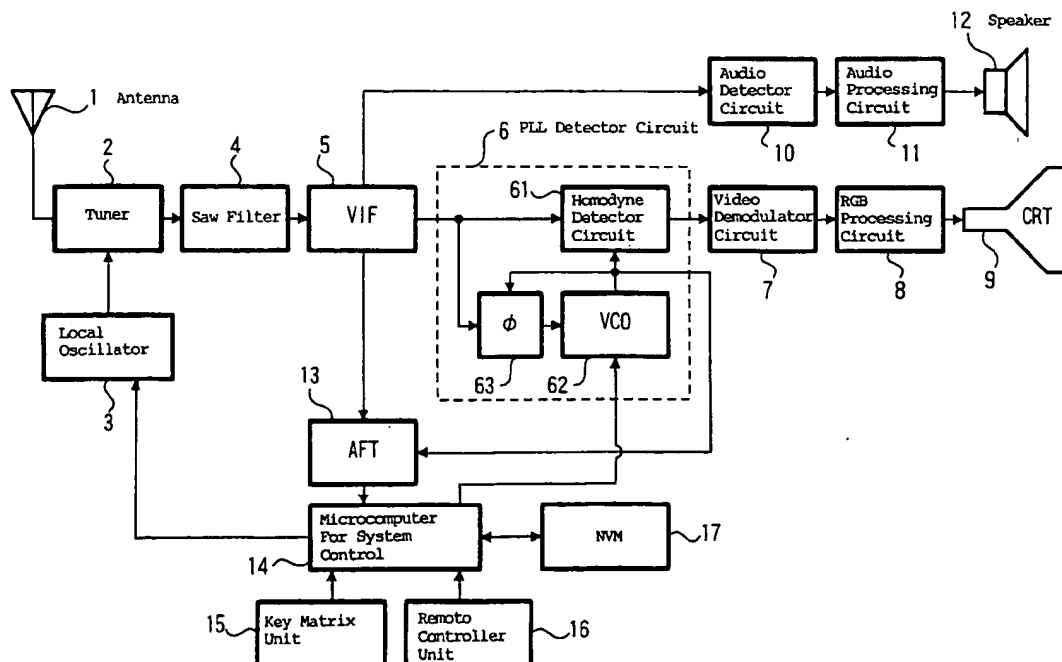 12 Speaker
1 Antenna
Audio
Detector
Circuit
10
Audio
Processing
Circuit
11
6 PLL Detector Circuit
2
Tuner
4
Saw Filter
5
VIF
61
Homodyne
Detector
Circuit
Video
Demodulator
Circuit
7
RGB
Processing
Circuit
8
CRT
9
ϕ
63
VCO
62
Local
Oscillator
3
13
AFT
Microcomputer
For System
Control
14
NVM
17
15
Key Matrix
Unit
Remoto
Controller
Unit
16